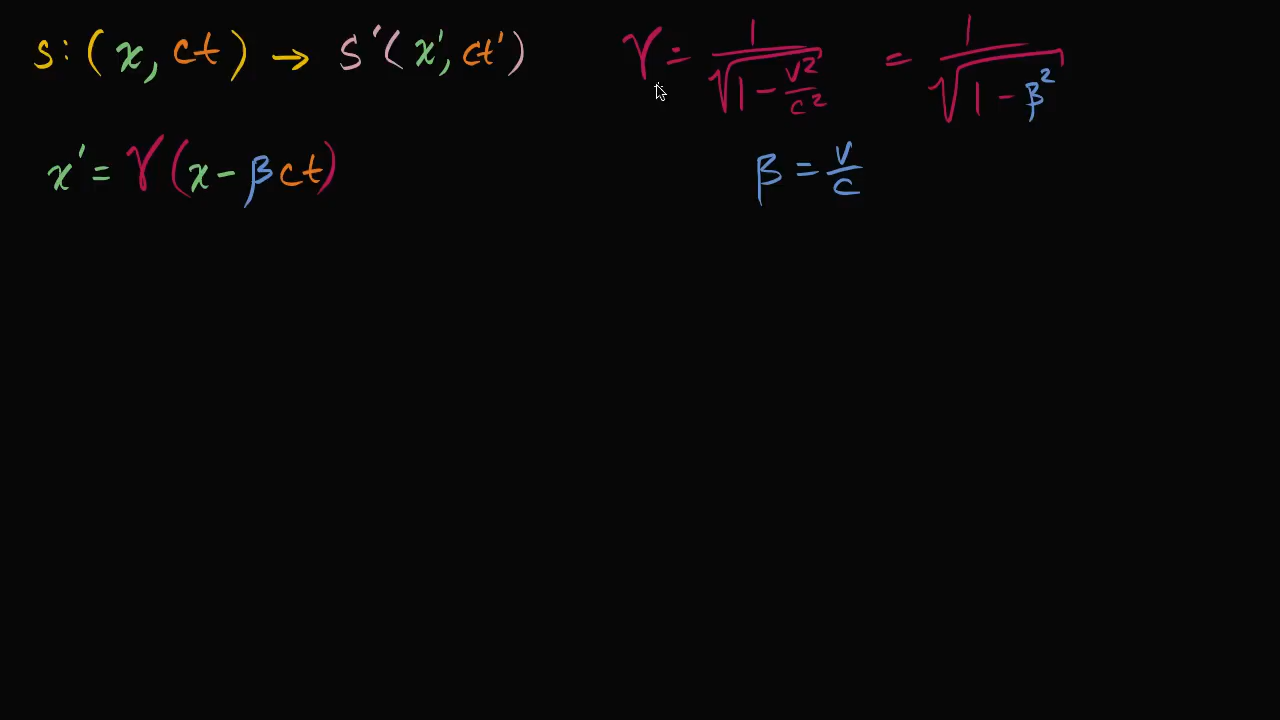 S: (x, ct) → S'(x', ct')
γ = 1/√(1 - v²/c²) = 1/√(1 - β²)
x' = γ(x - βct)
β = v/c